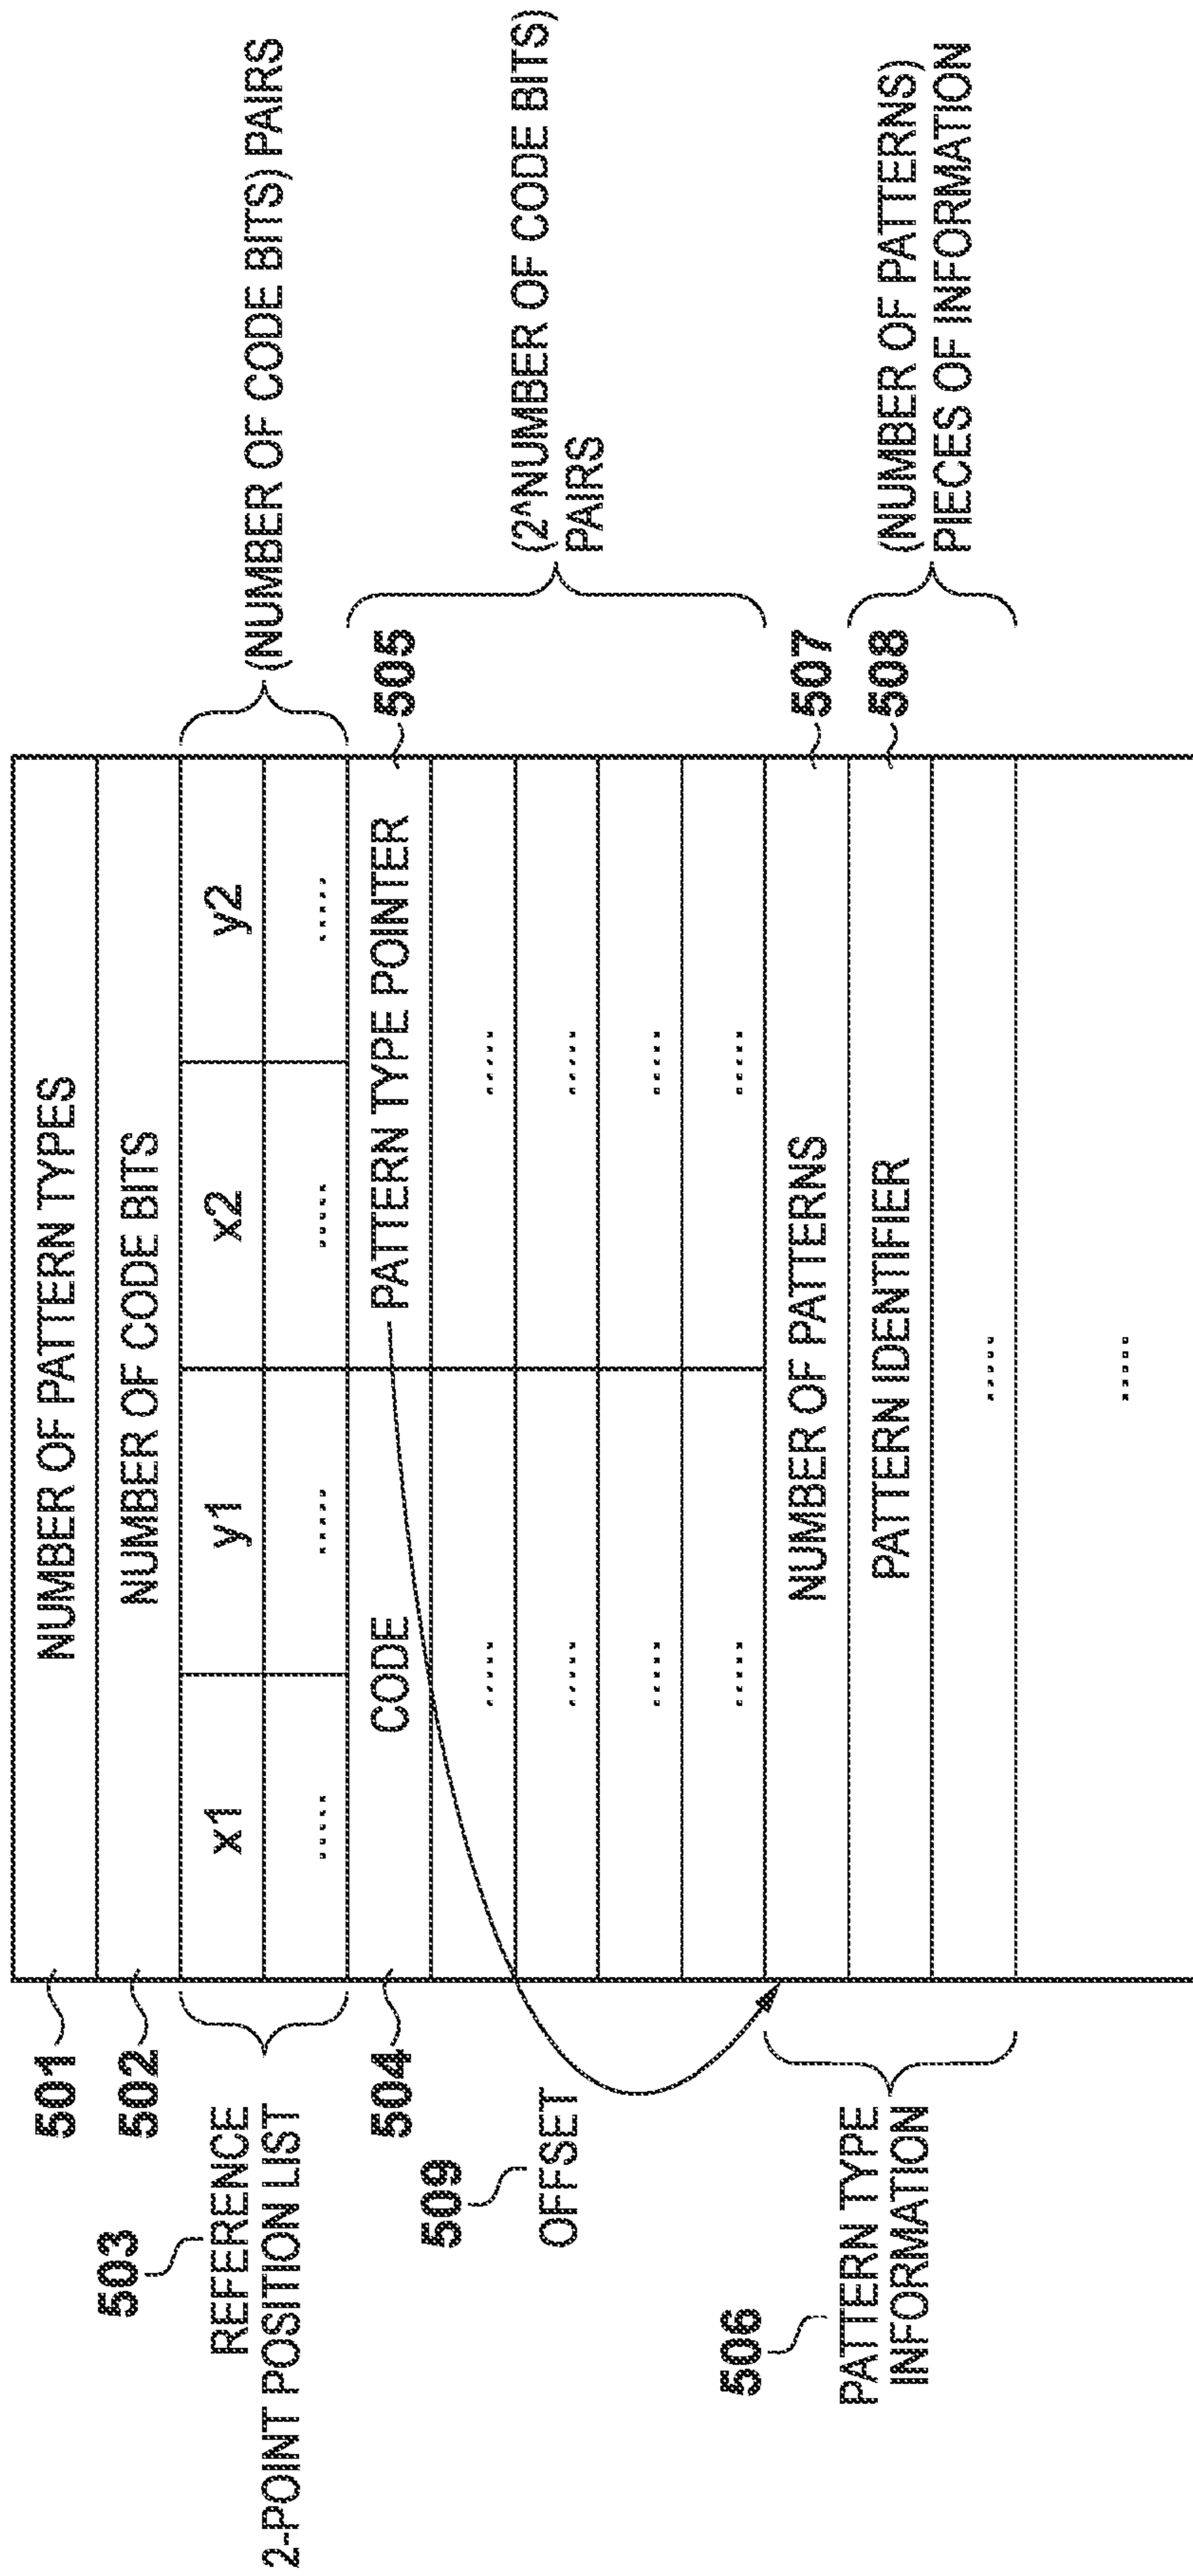 501
NUMBER OF PATTERN TYPES
502
NUMBER OF CODE BITS
503
REFERENCE
2-POINT POSITION LIST
x1 y1 x2 y2
..... ..... ..... .....
(NUMBER OF CODE BITS) PAIRS
504
CODE
PATTERN TYPE POINTER
505
..... .....
..... .....
..... .....
..... .....
(2^NUMBER OF CODE BITS)
PAIRS
509
OFFSET
506
PATTERN TYPE
INFORMATION
NUMBER OF PATTERNS
507
PATTERN IDENTIFIER
508
.....
(NUMBER OF PATTERNS)
PIECES OF INFORMATION
.....